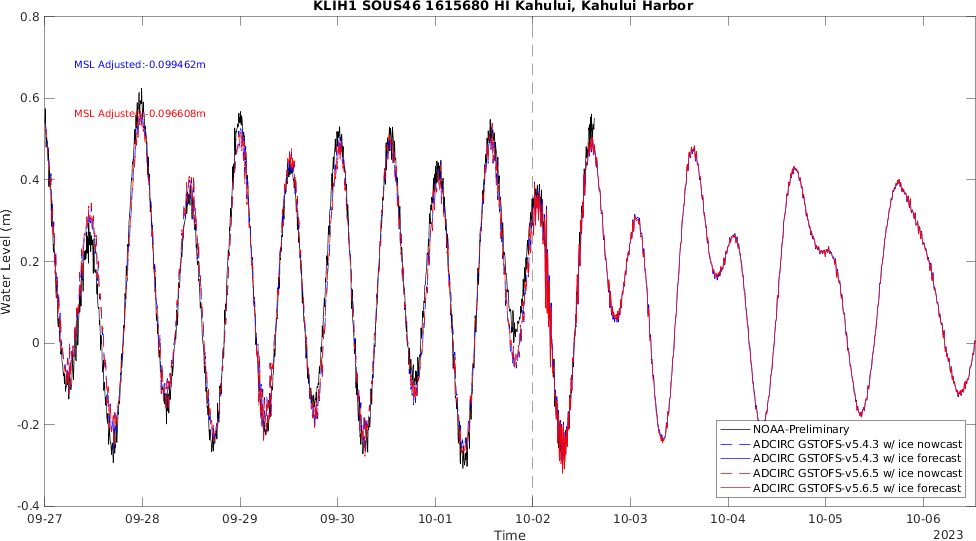 KLIH1 SOUS46 1615680 HI Kahului, Kahului Harbor
0.8
MSL Adjusted:-0.099462m
0.6
MSL Adjusted:-0.096608m
0.4
Water Level (m)
0.2
0
-0.2
NOAA-Preliminary
ADCIRC GSTOFS-v5.4.3 w/ ice nowcast
ADCIRC GSTOFS-v5.4.3 w/ ice forecast
ADCIRC GSTOFS-v5.6.5 w/ ice nowcast
ADCIRC GSTOFS-v5.6.5 w/ ice forecast
-0.4
09-27 09-28 09-29 09-30 10-01 10-02 10-03 10-04 10-05 10-06
Time
2023